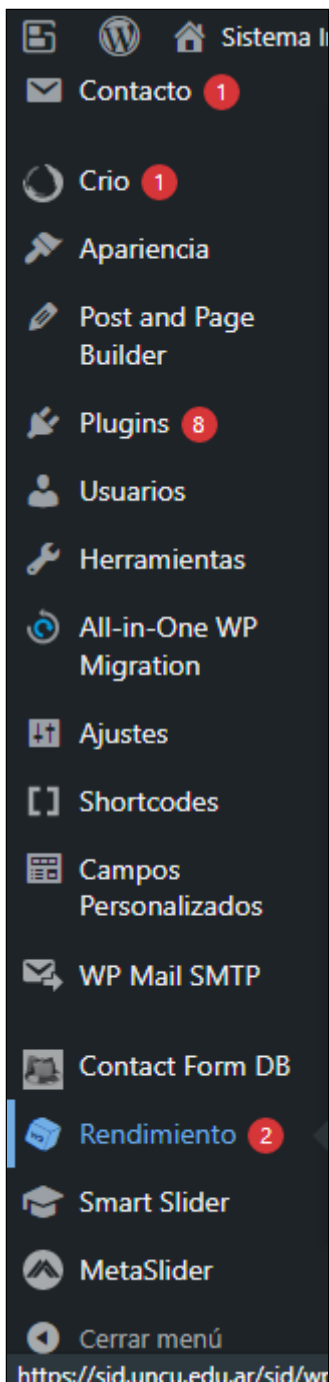 Sistema I
Contacto 1
Crio 1
Apariencia
Post and Page
Builder
Plugins 8
Usuarios
Herramientas
All-in-One WP
Migration
Ajustes
Shortcodes
Campos
Personalizados
WP Mail SMTP
Contact Form DB
Rendimiento 2
Smart Slider
MetaSlider
Cerrar menú
https://sid.uncu.edu.ar/sid/w